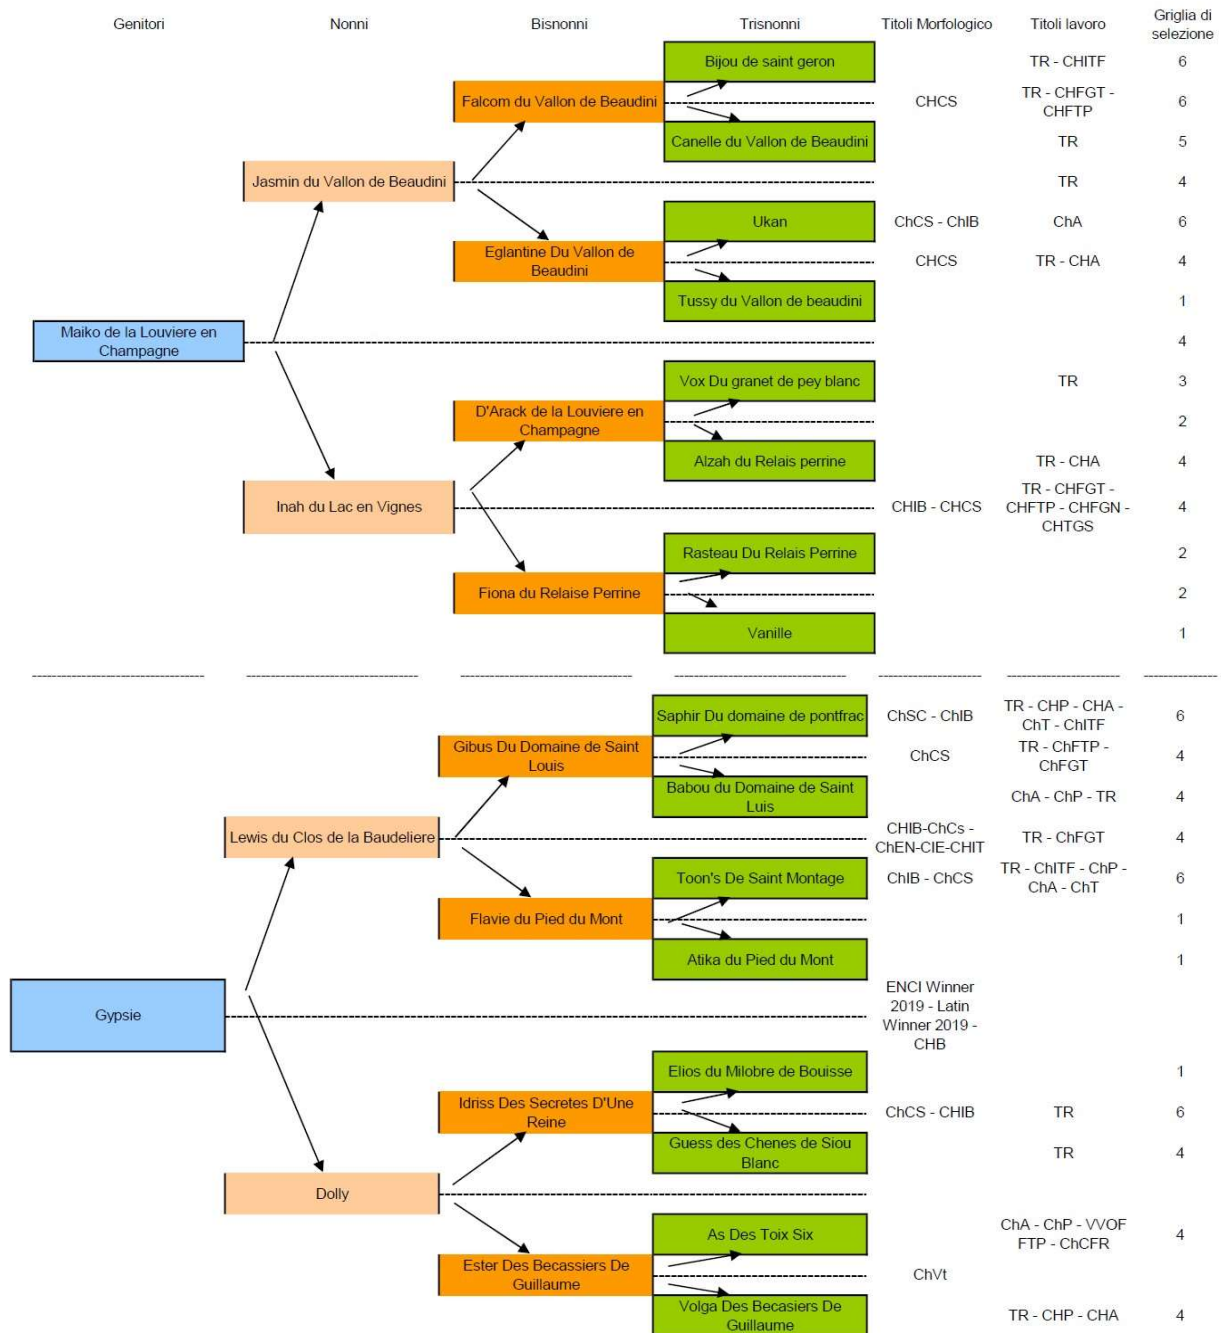 Genitori Nonni Bisnonni Trisnonni Titoli Morfologico Titoli lavoro Griglia di
selezione
Bijou de saint geron TR - CHITF 6
Falcom du Vallon de Beaudini CHCS TR - CHFGT -
CHFTP 6
Canelle du Vallon de Beaudini TR 5
Jasmin du Vallon de Beaudini TR 4
Ukan ChCS - ChIB ChA 6
Eglantine Du Vallon de
Beaudini CHCS TR - CHA 4
Tussy du Vallon de beaudini 1
Maiko de la Louviere en
Champagne 4
Vox Du granet de pey blanc TR 3
D'Arack de la Louviere en
Champagne 2
Alzah du Relais perrine TR - CHA 4
Inah du Lac en Vignes CHIB - CHCS TR - CHFGT -
CHFTP - CHFGN -
CHTGS 4
Rasteau Du Relais Perrine 2
Fiona du Relaise Perrine 2
Vanille 1
Saphir Du domaine de pontfrac ChSC - ChIB TR - CHP - CHA -
ChT - ChITF 6
Gibus Du Domaine de Saint
Louis ChCS TR - ChFTP -
ChFGT 4
Babou du Domaine de Saint
Luis ChA - ChP - TR 4
Lewis du Clos de la Baudeliere CHIB-ChCs -
ChEN-CIE-CHIT TR - ChFGT 4
Toon's De Saint Montage ChIB - ChCS TR - ChITF - ChP -
ChA - ChT 6
Flavie du Pied du Mont 1
Atika du Pied du Mont 1
Gypsie ENCI Winner
2019 - Latin
Winner 2019 -
CHB
Elios du Milobre de Bouisse 1
Idriss Des Secretes D'Une
Reine ChCS - CHIB TR 6
Guess des Chenes de Siou
Blanc TR 4
Dolly
As Des Toix Six ChA - ChP - VVOF
FTP - ChCFR 4
Ester Des Becassiers De
Guillaume ChVt
Volga Des Becasiers De
Guillaume TR - CHP - CHA 4